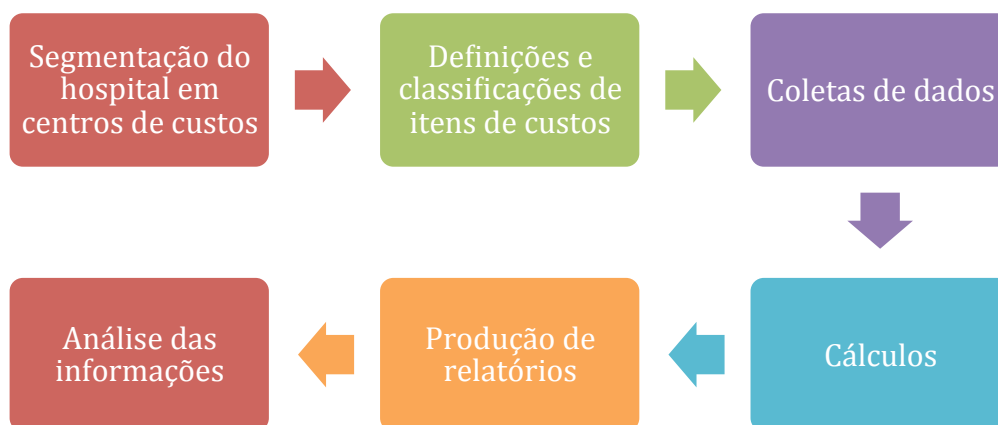 Segmentação do
hospital em
centros de custos
Definições e
classificações de
itens de custos
Coletas de dados
Cálculos
Produção de
relatórios
Análise das
informações